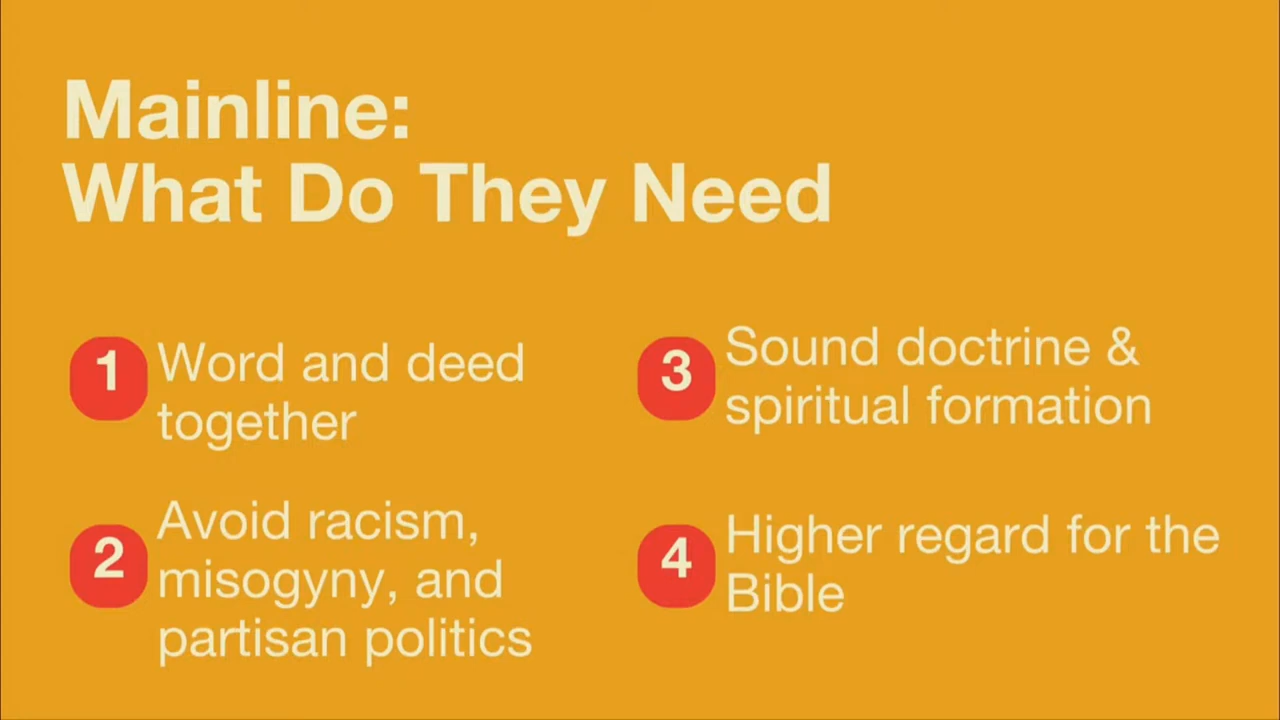 Mainline:
What Do They Need
1
Word and deed
together
2
Avoid racism,
misogyny, and
partisan politics
3
Sound doctrine &
spiritual formation
4
Higher regard for the
Bible